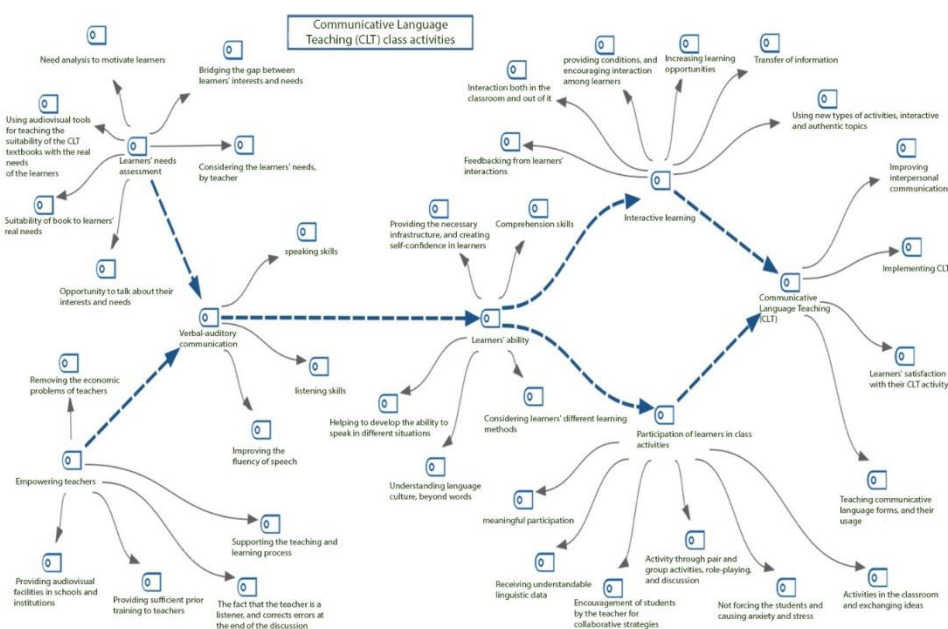 Communicative Language
Teaching (CLT) class activities
Need analysis to motivate learners
Bridging the gap between
learners' interests and needs
Using audiovisual tools
for teaching the
suitability of the CLT
textbooks with the real
needs
of the learners
Learners' needs
assessment
Considering the learners' needs,
by teacher
Suitability of book to learners'
real needs
Opportunity to talk about their
interests and needs
speaking skills
Verbal-auditory
communication
listening skills
Improving the
fluency of speech
Removing the economic
problems of teachers
Empowering teachers
Supporting the teaching and
learning process
Providing audiovisual
facilities in schools and
institutions
Providing sufficient prior
training to teachers
The fact that the teacher is a
listener, and corrects errors at
the end of the discussion
Providing the necessary
infrastructure, and creating
self-confidence in learners
Comprehension skills
Learners' ability
Helping to develop the ability to
speak in different situations
Considering learners' different learning
methods
Understanding language
culture, beyond words
Interaction both in the
classroom and out of it
providing conditions, and
encouraging interaction
among learners
Increasing learning
opportunities
Transfer of information
Using new types of activities, interactive
and authentic topics
Feedbacking from learners'
interactions
Interactive learning
Participation of learners in class
activities
meaningful participation
Receiving understandable
linguistic data
Encouragement of students
by the teacher for
collaborative strategies
Activity through pair and
group activities, role-playing,
and discussion
Not forcing the students and
causing anxiety and stress
Activities in the classroom
and exchanging ideas
Improving
interpersonal
communication
Implementing CLT
Communicative
Language Teaching
(CLT)
Learners' satisfaction
with their CLT activity
Teaching communicative
language forms, and their
usage